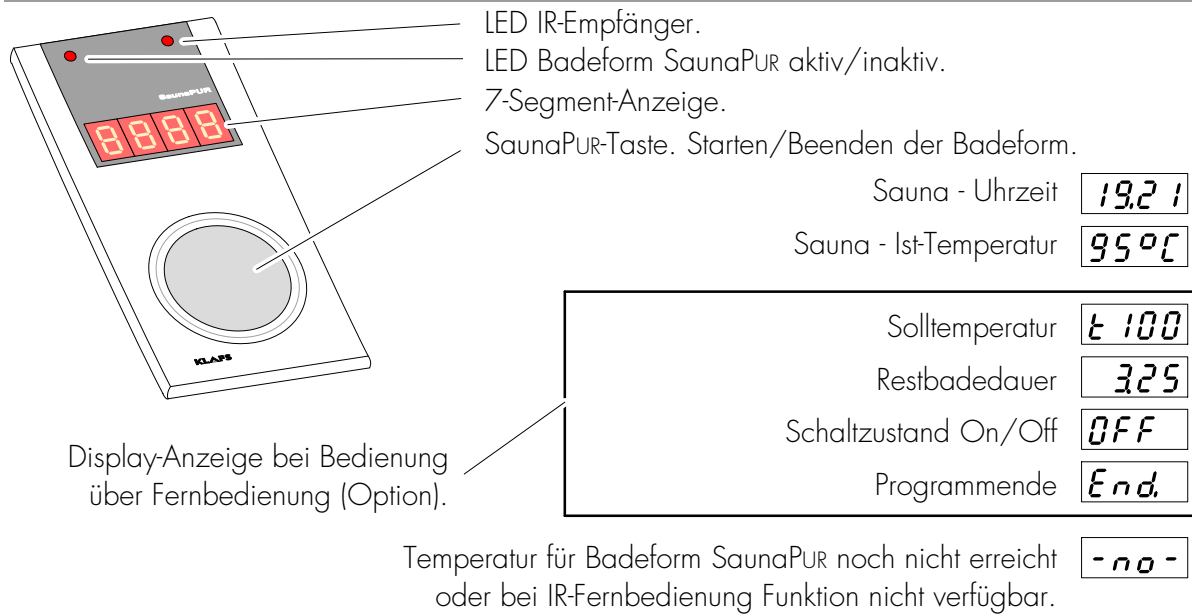 LED IR-Empfänger.
LED Badeform SaunaPUR aktiv/inaktiv.
7-Segment-Anzeige.
SaunaPUR-Taste. Starten/Beenden der Badeform.
SaunaPUR
8888
KLAFS
Sauna - Uhrzeit 19.21
Sauna - Ist-Temperatur 95°C
Solltemperatur t 100
Restbadedauer 3.25
Schaltzustand On/Off OFF
Programmende End.
Display-Anzeige bei Bedienung
über Fernbedienung (Option).
Temperatur für Badeform SaunaPUR noch nicht erreicht - no -
oder bei IR-Fernbedienung Funktion nicht verfügbar.